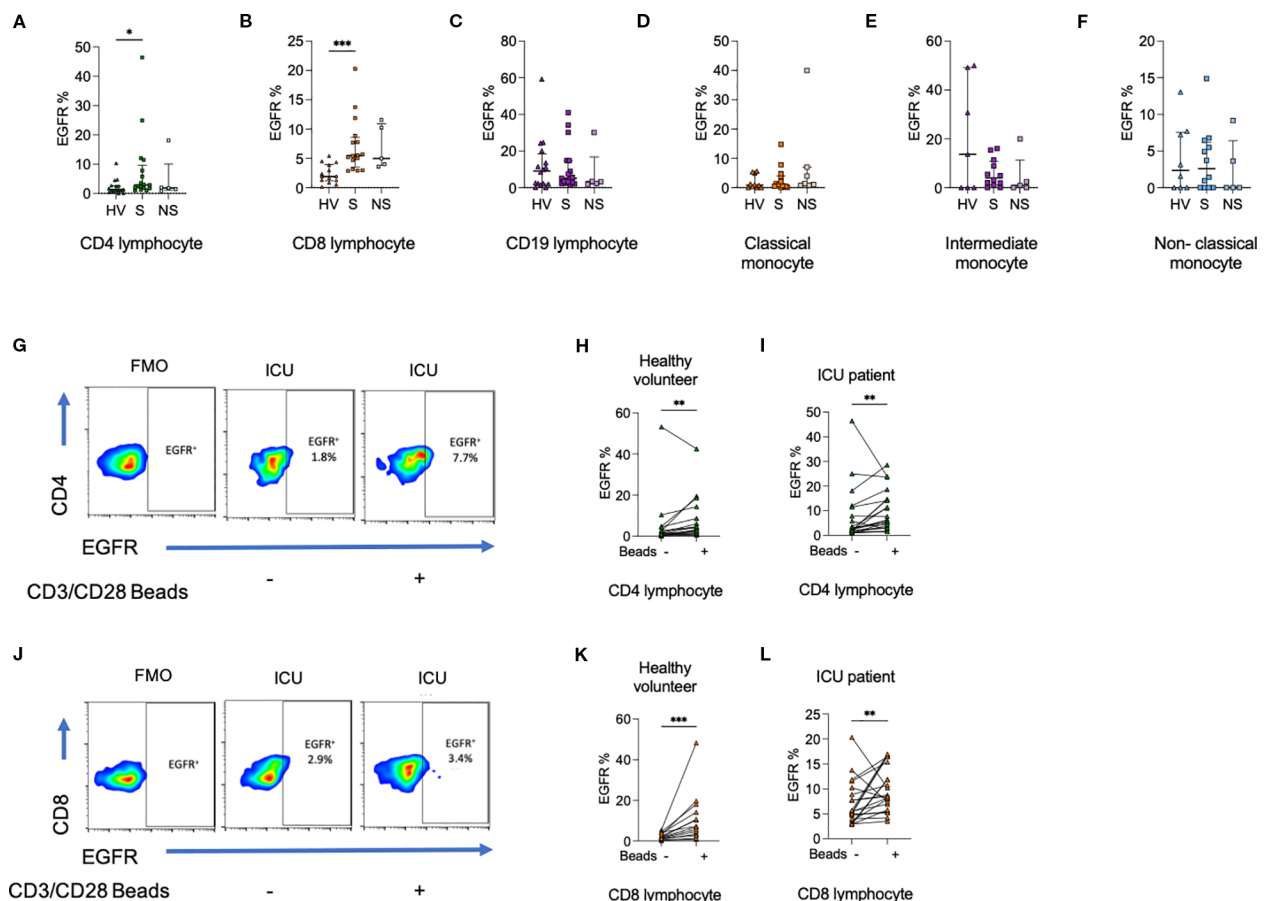 A
B
C
D
E
F
*
***
EGFR %
50
40
30
20
10
0
HV S NS
CD4 lymphocyte
EGFR %
25
20
15
10
5
0
HV S NS
CD8 lymphocyte
EGFR %
80
60
40
20
0
HV S NS
CD19 lymphocyte
EGFR %
50
40
30
20
10
0
HV S NS
Classical
monocyte
EGFR %
60
40
20
0
HV S NS
Intermediate
monocyte
EGFR %
15
10
5
0
HV S NS
Non- classical
monocyte
G
FMO
ICU
ICU
CD4
EGFR⁺
EGFR⁺
1.8%
EGFR⁺
7.7%
EGFR
CD3/CD28 Beads - +
H
Healthy
volunteer
**
EGFR %
60
40
20
0
Beads - +
CD4 lymphocyte
I
ICU patient
**
EGFR %
50
40
30
20
10
0
Beads - +
CD4 lymphocyte
J
FMO
ICU
ICU
CD8
EGFR⁺
EGFR⁺
2.9%
EGFR⁺
3.4%
EGFR
CD3/CD28 Beads - +
K
Healthy
volunteer
***
EGFR %
60
40
20
0
Beads - +
CD8 lymphocyte
L
ICU patient
**
EGFR %
25
20
15
10
5
0
Beads - +
CD8 lymphocyte